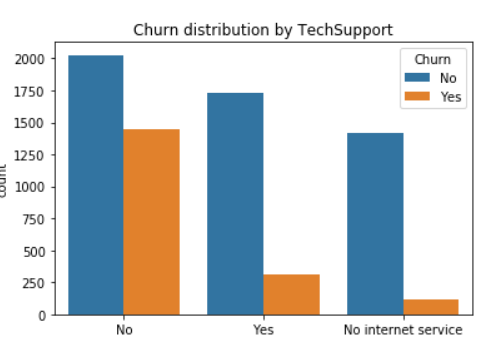 Churn distribution by TechSupport
Churn
No
Yes
2000
1750
1500
1250
1000
750
500
250
0
count
No Yes No internet service